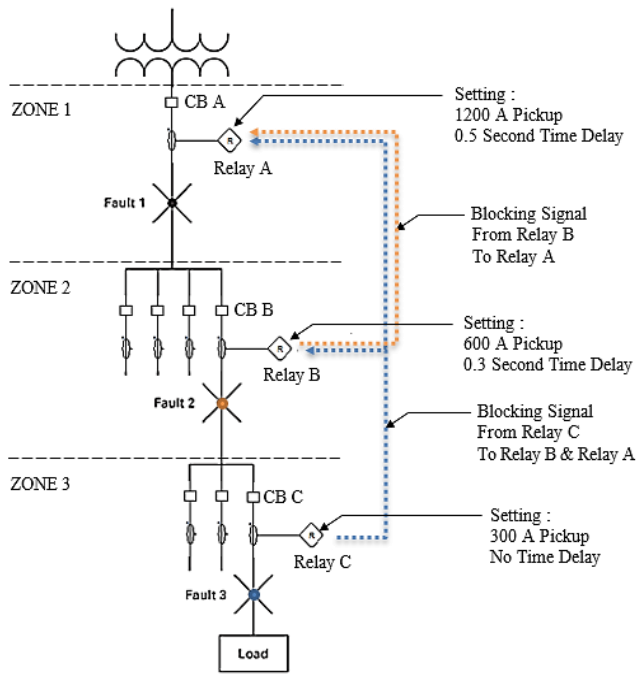 ZONE 1
CB A
R
Relay A
Setting :
1200 A Pickup
0.5 Second Time Delay
Fault 1
Blocking Signal
From Relay B
To Relay A
ZONE 2
CB B
R
Relay B
Setting :
600 A Pickup
0.3 Second Time Delay
Fault 2
Blocking Signal
From Relay C
To Relay B & Relay A
ZONE 3
CB C
R
Relay C
Setting :
300 A Pickup
No Time Delay
Fault 3
Load